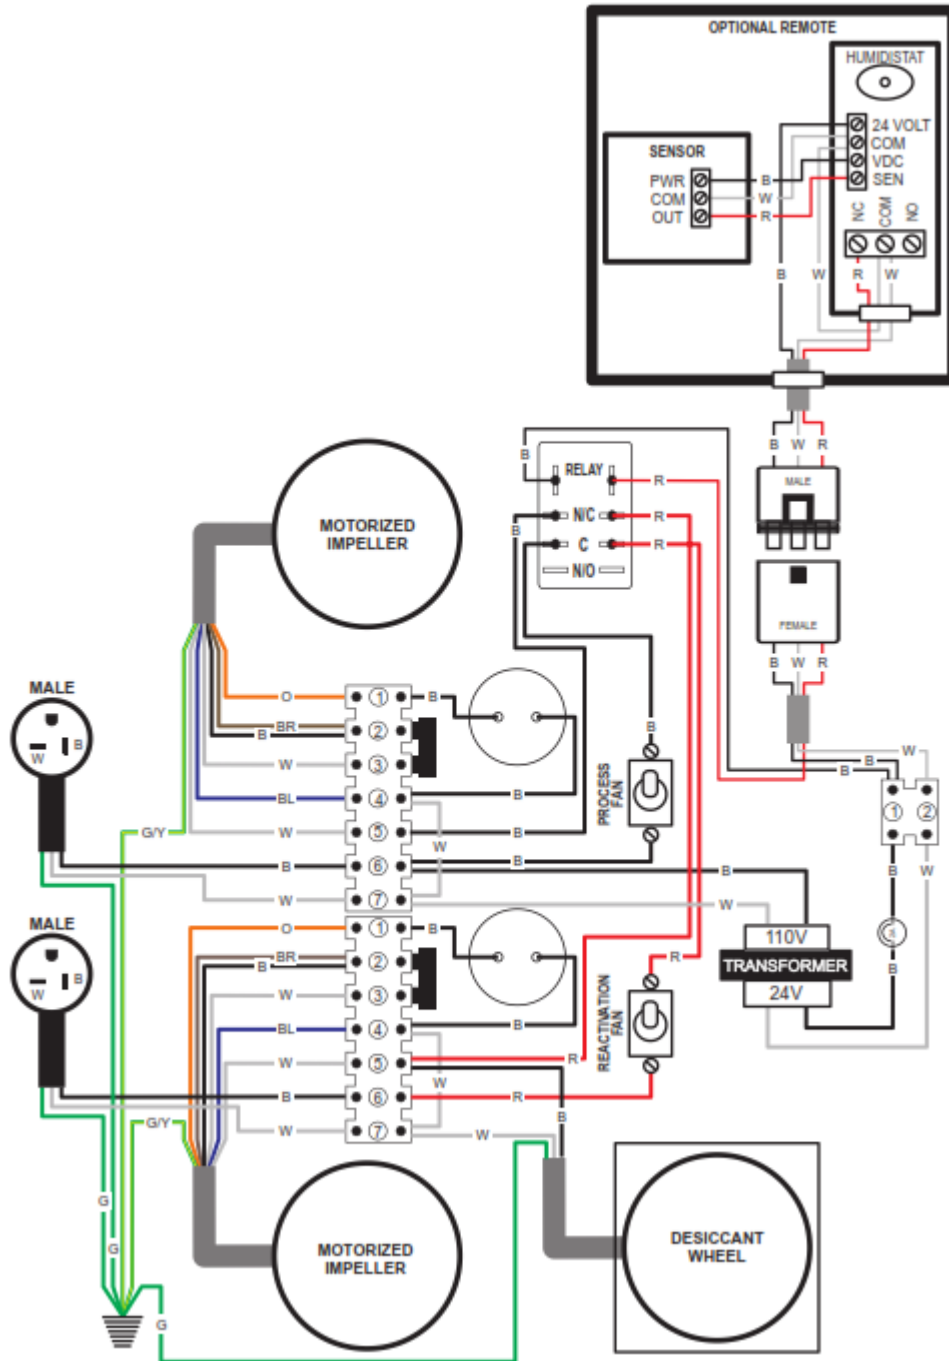 OPTIONAL REMOTE
HUMIDISTAT
24 VOLT
COM
VDC
SEN
SENSOR
PWR
COM
OUT
B
W
R
NC
COM
NO
B
W
R
W
B
W
R
MALE
FEMALE
B
W
R
B
RELAY
R
N/C
R
B
C
R
N/O
MOTORIZED
IMPELLER
MALE
W
B
O
1
B
BR
2
B
W
3
BL
4
B
G/Y
W
5
B
W
B
6
B
W
7
B
PROCESS
FAN
W
B
B
1
2
B
W
B
W
110V
TRANSFORMER
24V
B
MALE
W
B
O
1
B
BR
2
B
W
3
BL
4
B
W
5
R
W
B
6
R
W
7
W
B
R
REACTIVATION
FAN
G/Y
G
G
G
MOTORIZED
IMPELLER
DESICCANT
WHEEL